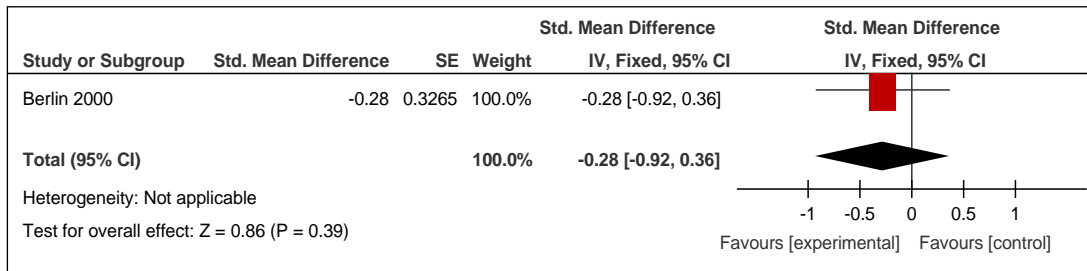 Std. Mean Difference Std. Mean Difference
Study or Subgroup Std. Mean Difference SE Weight IV, Fixed, 95% CI IV, Fixed, 95% CI
Berlin 2000 -0.28 0.3265 100.0% -0.28 [-0.92, 0.36]
Total (95% CI) 100.0% -0.28 [-0.92, 0.36]
Heterogeneity: Not applicable
Test for overall effect: Z = 0.86 (P = 0.39)
-1 -0.5 0 0.5 1
Favours [experimental] Favours [control]